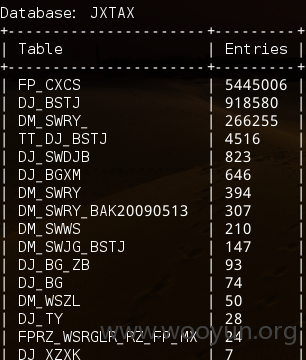 Database: JXTAX
+----------------------+---------+
| Table | Entries |
+----------------------+---------+
| FP_CXCS | 5445006 |
| DJ_BSTJ | 918580 |
| DM_SWRY_ | 266255 |
| TT_DJ_BSTJ | 4516 |
| DJ_SWDJB | 823 |
| DJ_BGXM | 646 |
| DM_SWRY | 394 |
| DM_SWRY_BAK20090513 | 307 |
| DM_SWWS | 210 |
| DM_SWJG_BSTJ | 147 |
| DJ_BG_ZB | 93 |
| DJ_BG | 74 |
| DM_WSZL | 50 |
| DJ_TY | 28 |
| FPRZ_WSRGLR_RZ_FP_MX | 24 |
| DJ_XZXK |
www.wooyun.org